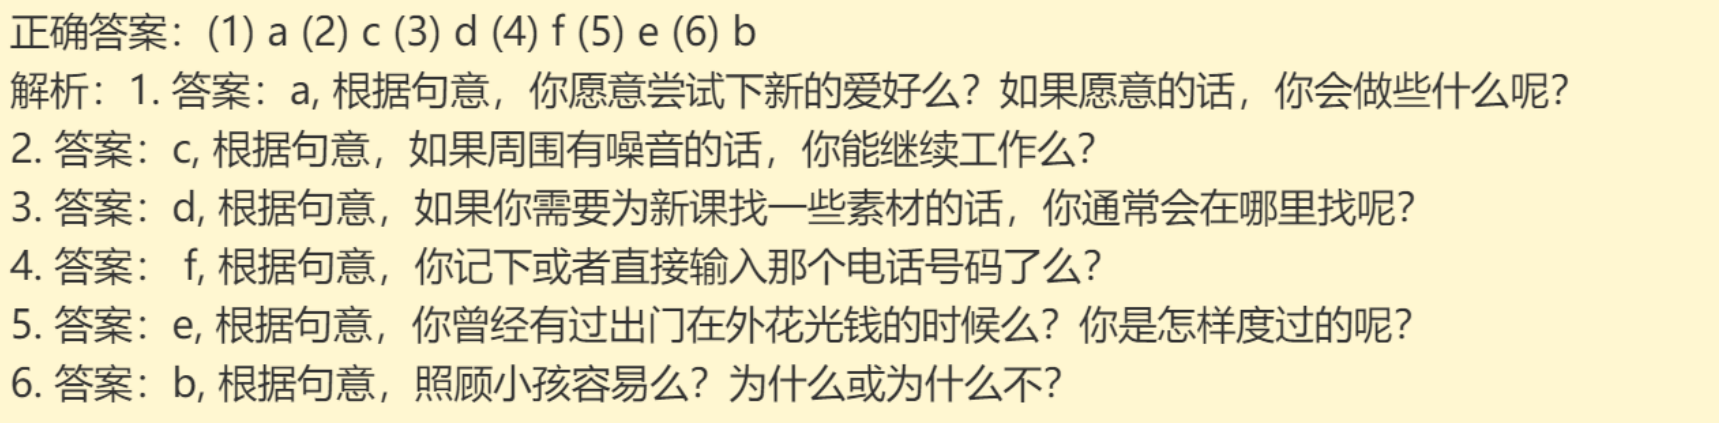 正确答案：(1) a (2) c (3) d (4) f (5) e (6) b
解析：1. 答案：a, 根据句意，你愿意尝试下新的爱好么？如果愿意的话，你会做些什么呢？
2. 答案：c, 根据句意，如果周围有噪音的话，你能继续工作么？
3. 答案：d, 根据句意，如果你需要为新课找一些素材的话，你通常会在哪里找呢？
4. 答案： f, 根据句意，你记下或者直接输入那个电话号码了么？
5. 答案：e, 根据句意，你曾经有过出门在外花光钱的时候么？你是怎样度过的呢？
6. 答案：b, 根据句意，照顾小孩容易么？为什么或为什么不？